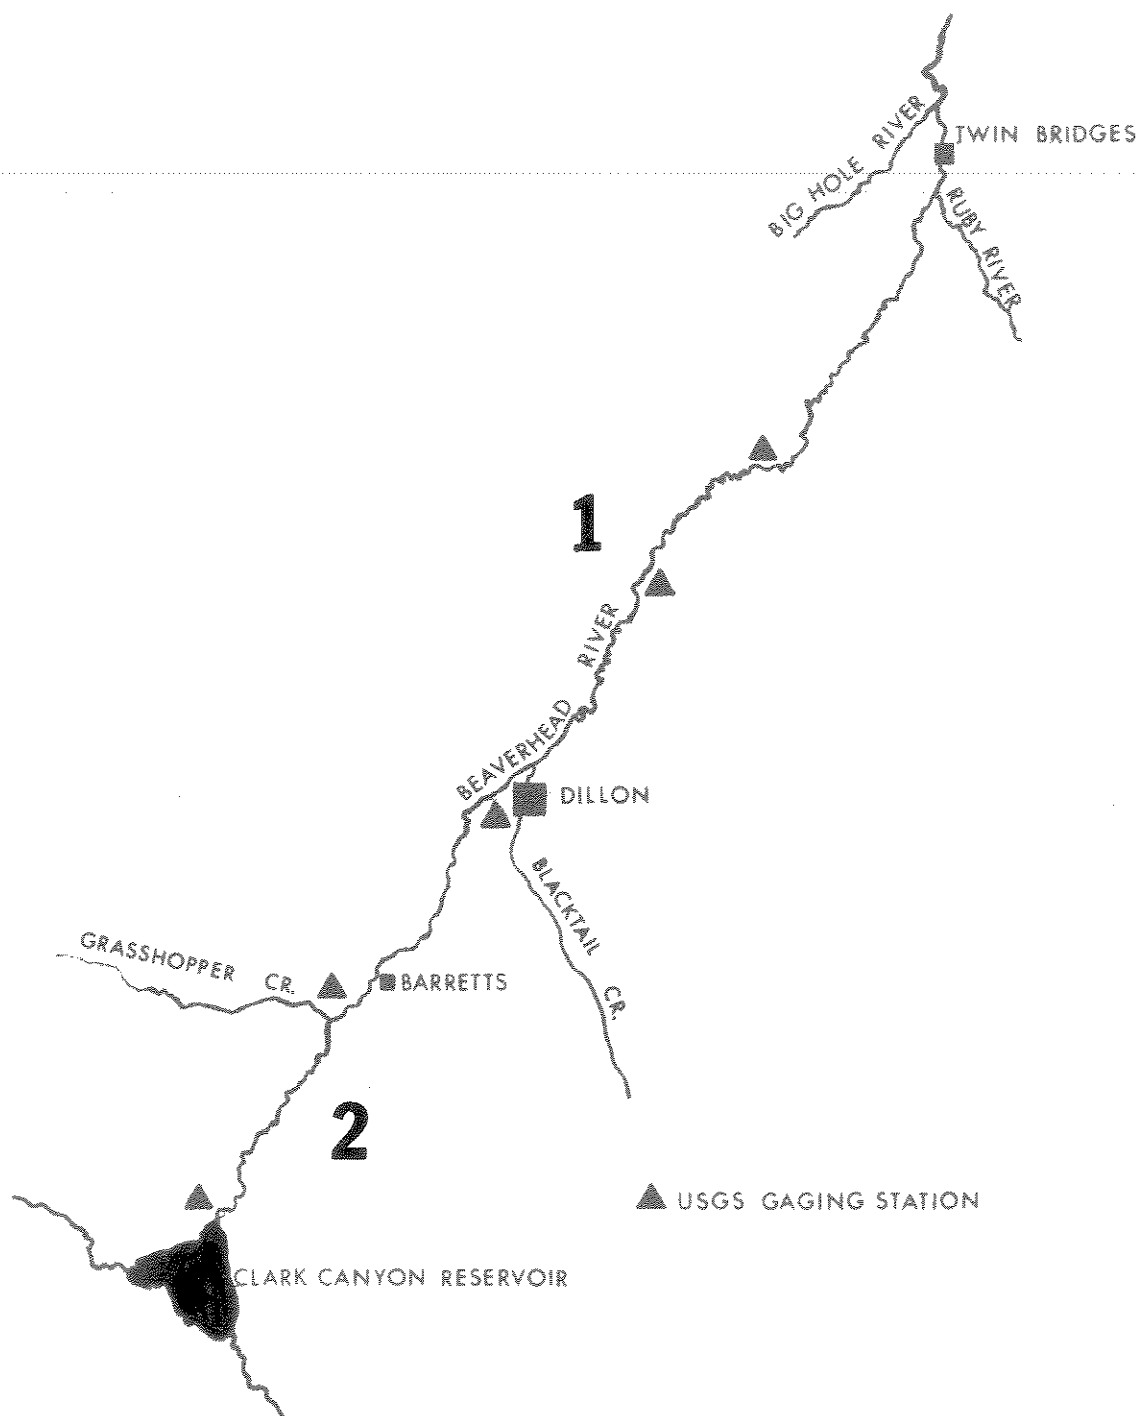 BIG HOLE RIVER
TWIN BRIDGES
RUBY RIVER
1
BEAVERHEAD RIVER
DILLON
BLACKTAIL CR.
GRASSHOPPER CR.
BARRETTS
2
USGS GAGING STATION
CLARK CANYON RESERVOIR